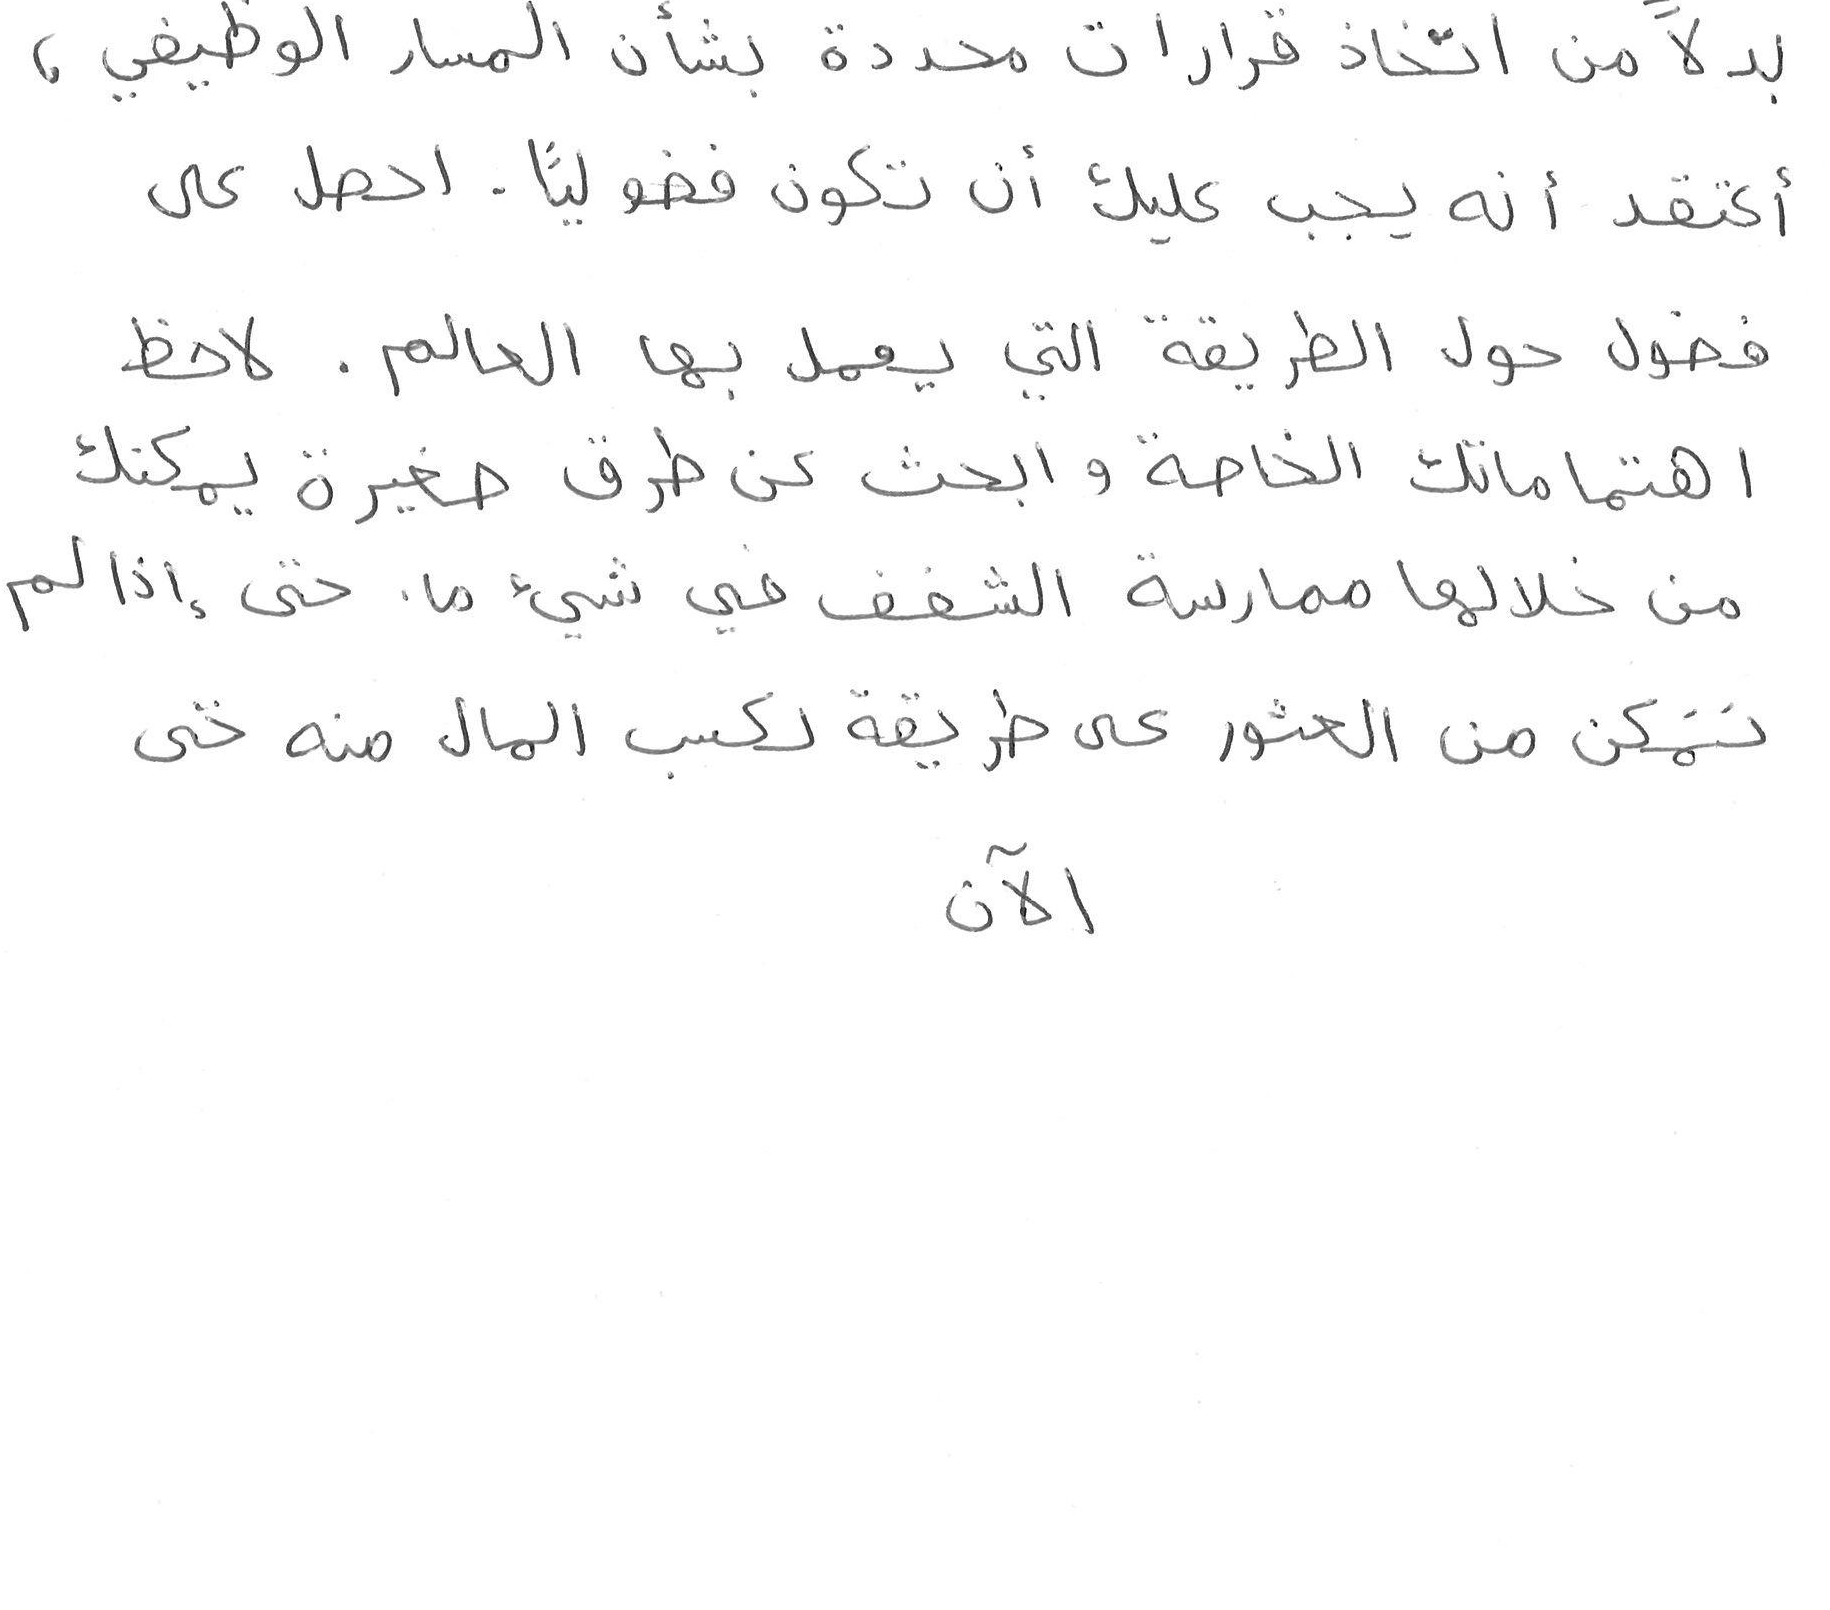 بدلاً من اتخاذ قرارات محددة بشأن المسار الوظيفي ،
أعتقد أنه يجب عليك أن تكون فضوليًا. احصل على
فضول حول الطريقة التي يعمل بها العالم. لاحظ
اهتماماتك الخاصة وابحث عن طرق صغيرة يمكنك
من خلالها ممارسة الشغف في شيء ما. حتى إذا لم
تتمكن من العثور على طريقة لكسب المال منه حتى
الآن